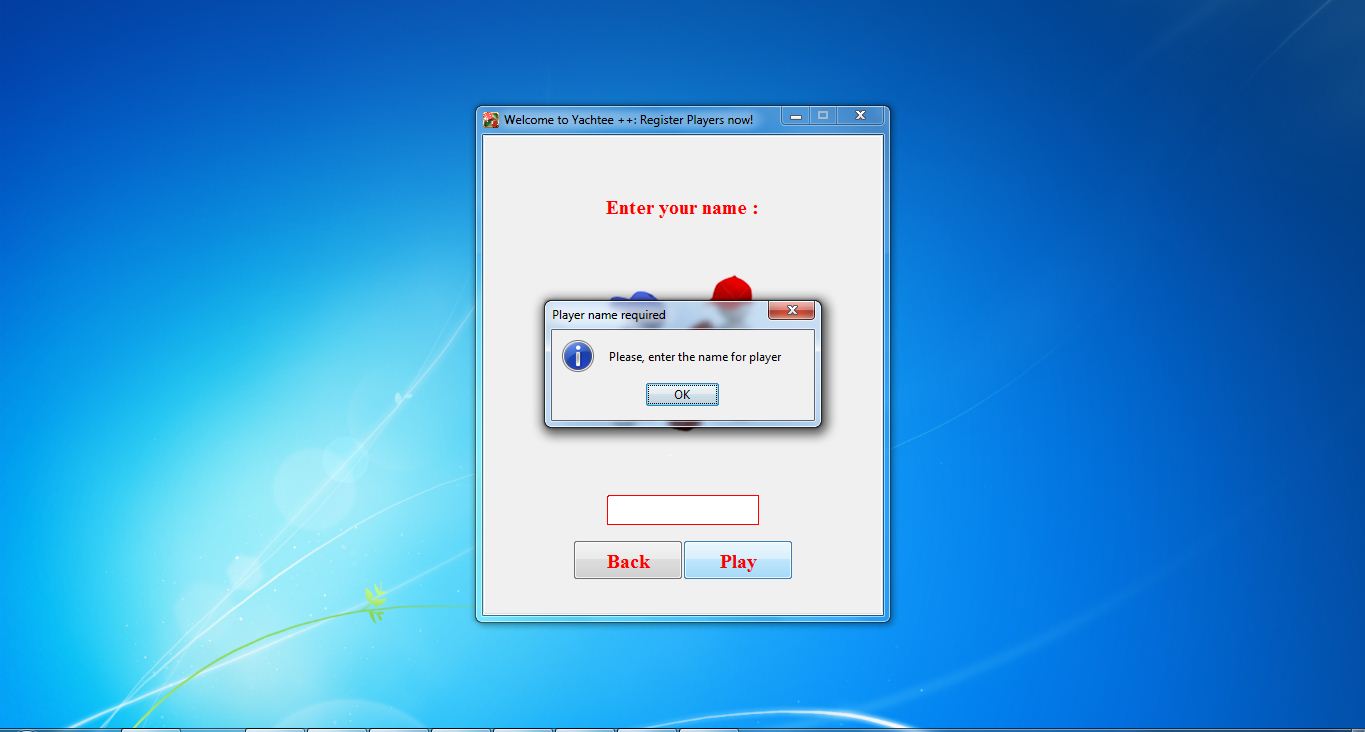 Welcome to Yachtee ++: Register Players now!
Enter your name :
Player name required
Please, enter the name for player
OK
Back Play